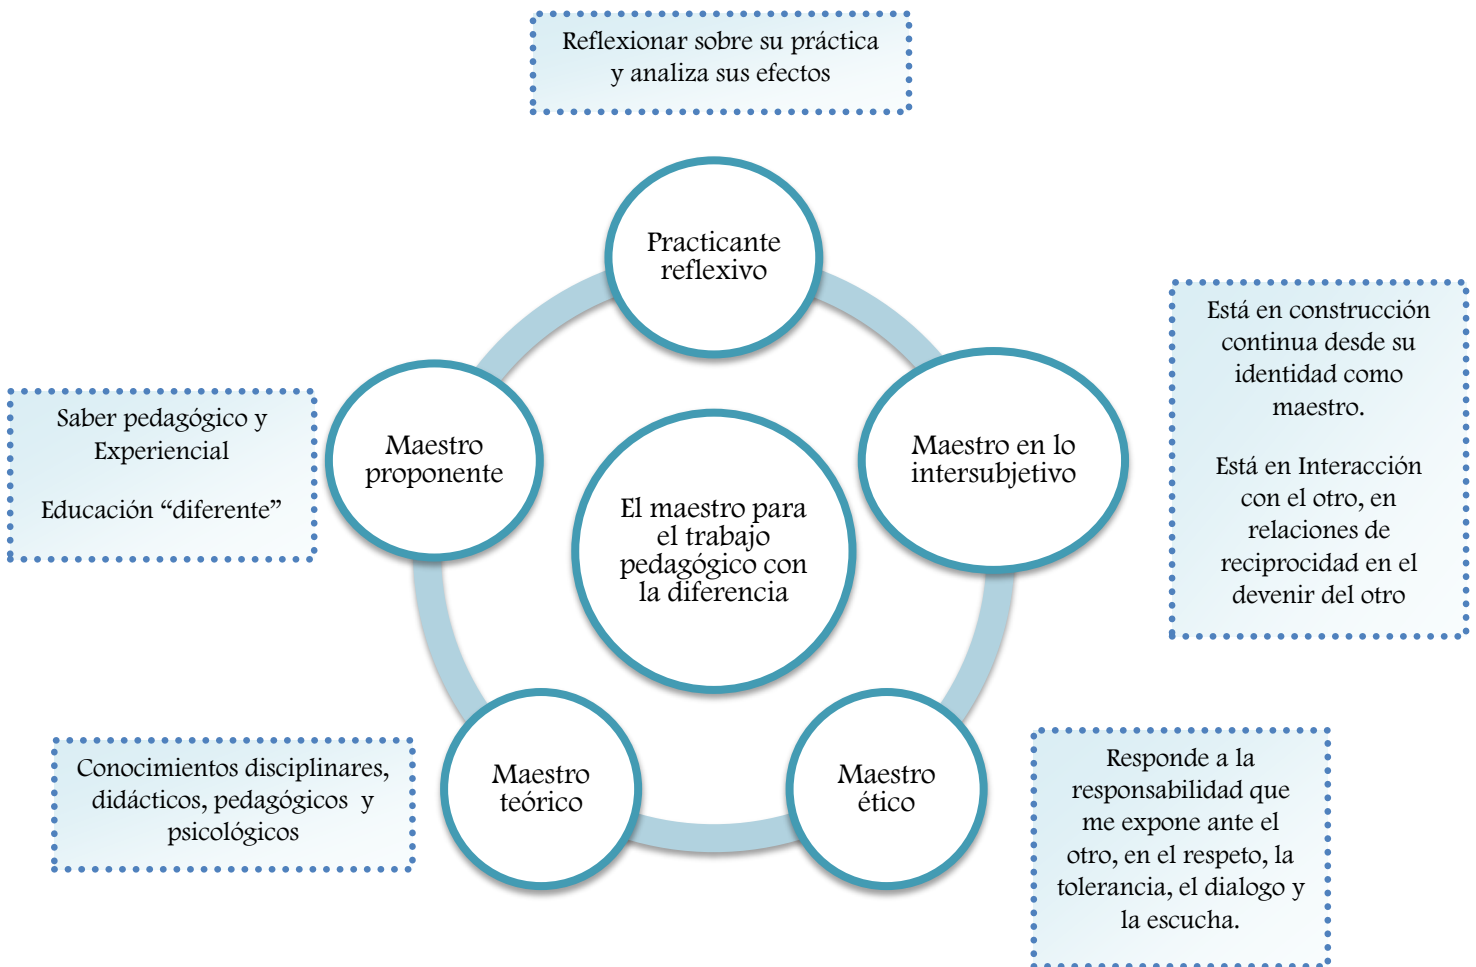 Reflexionar sobre su práctica
y analiza sus efectos
Practicante
reflexivo
Está en construcción
continua desde su
identidad como
maestro.
Está en Interacción
con el otro, en
relaciones de
reciprocidad en el
devenir del otro
Maestro en lo
intersubjetivo
Saber pedagógico y
Experiencial
Educación “diferente”
Maestro
proponente
El maestro para
el trabajo
pedagógico con
la diferencia
Conocimientos disciplinares,
didácticos, pedagógicos y
psicológicos
Maestro
teórico
Maestro
ético
Responde a la
responsabilidad que
me expone ante el
otro, en el respeto, la
tolerancia, el dialogo y
la escucha.